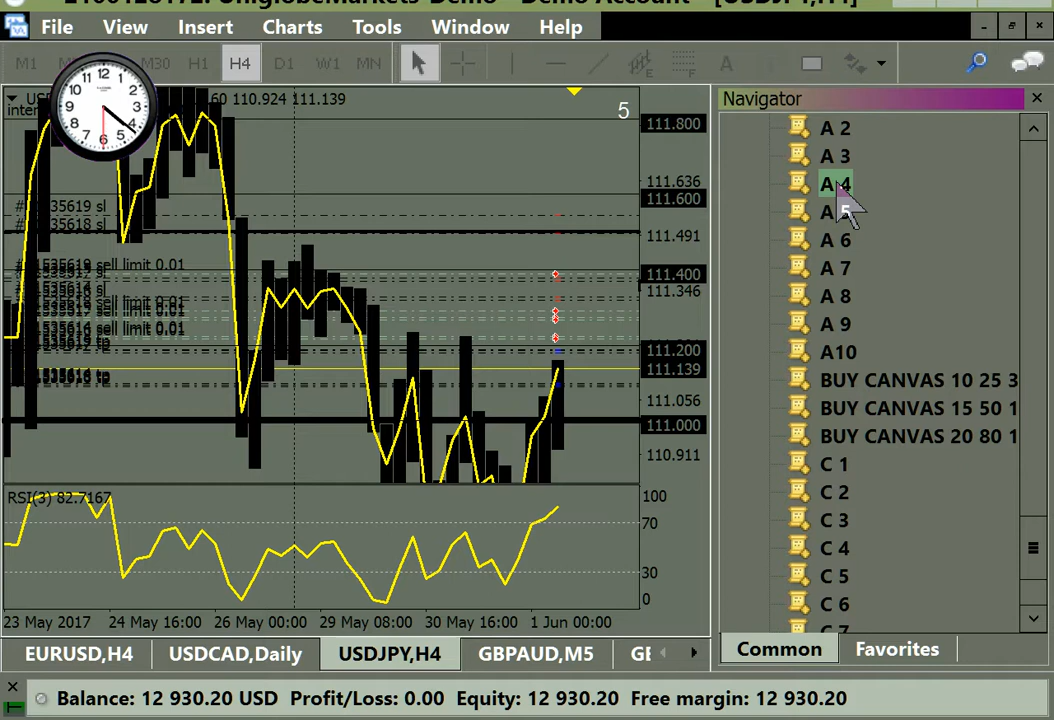 File View Insert Charts Tools Window Help
M30 H1 H4 D1 W1 MN
60 110.924 111.139
5
111.800
111.636
111.600
111.491
111.400
111.346
111.200
111.139
111.056
111.000
110.911
sell limit 0.01
RSI(3) 82.7167
100
70
30
0
23 May 2017 24 May 16:00 26 May 00:00 29 May 08:00 30 May 16:00 1 Jun 00:00
Navigator
A 2
A 3
A 4
A 5
A 6
A 7
A 8
A 9
A10
BUY CANVAS 10 25 3
BUY CANVAS 15 50 1
BUY CANVAS 20 80 1
C 1
C 2
C 3
C 4
C 5
C 6
EURUSD,H4 USDCAD,Daily USDJPY,H4 GBPAUD,M5
Common Favorites
Balance: 12 930.20 USD Profit/Loss: 0.00 Equity: 12 930.20 Free margin: 12 930.20